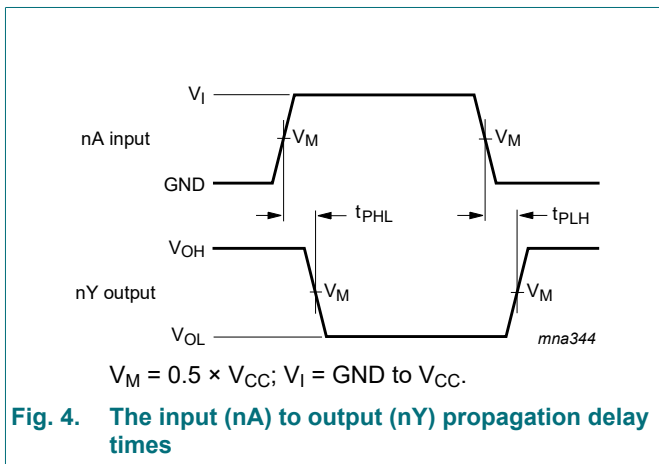 V_I
V_M
V_M
nA input
GND
t_PHL
t_PLH
V_OH
V_M
V_M
nY output
V_OL
mna344
V_M = 0.5 × V_CC; V_I = GND to V_CC.
Fig. 4. The input (nA) to output (nY) propagation delay
times